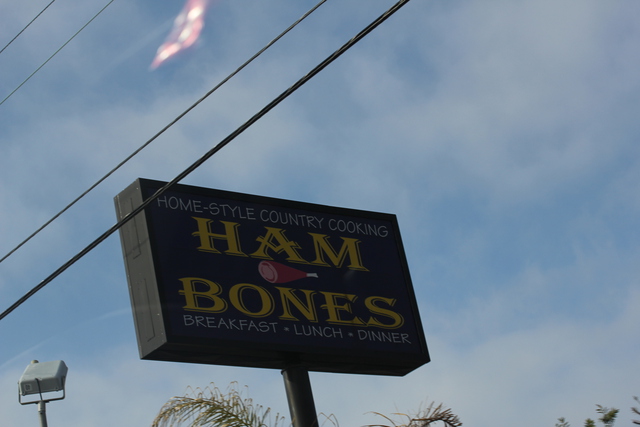 HOME-STYLE COUNTRY COOKING
HAM
BONES
BREAKFAST • LUNCH • DINNER